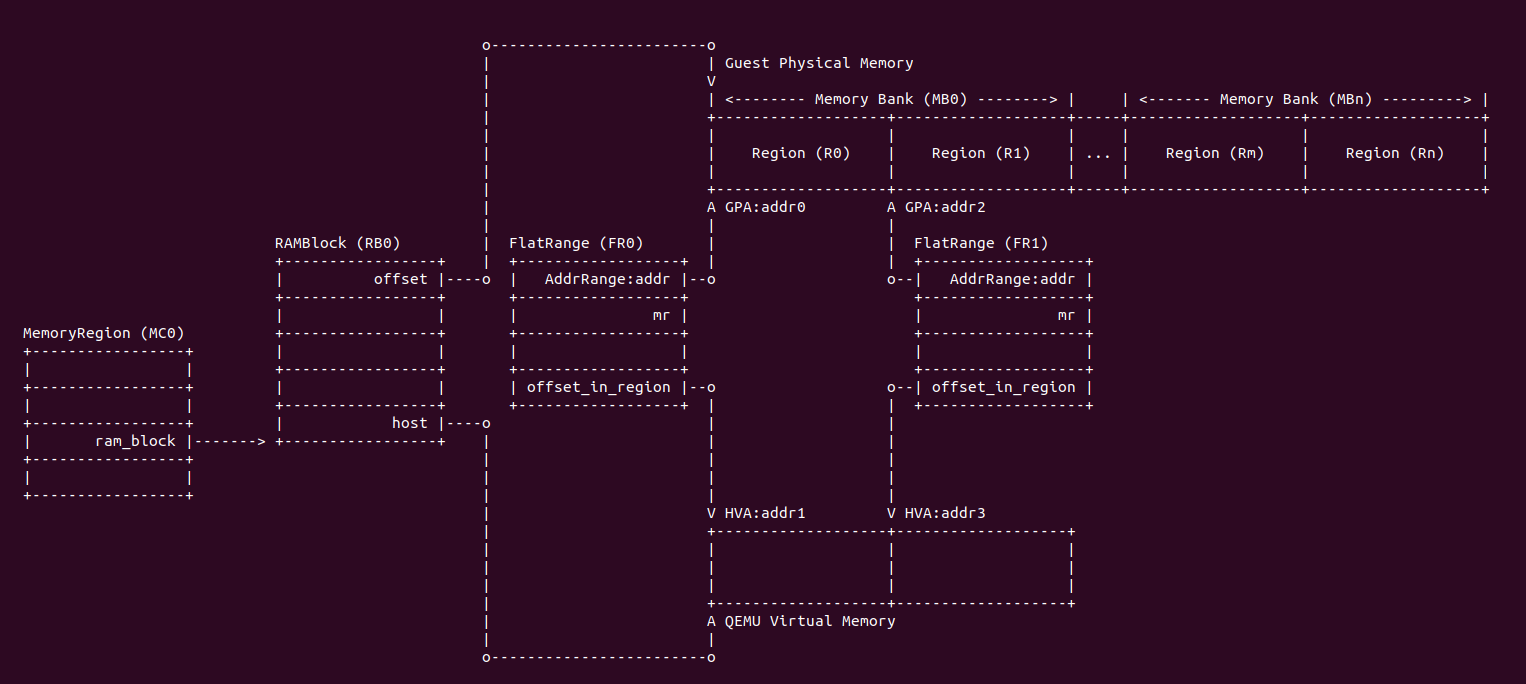 Guest Physical Memory
<-------- Memory Bank (MB0) --------> | | <------- Memory Bank (MBn) ---------> |
Region (R0) | Region (R1) | ... | Region (Rm) | Region (Rn)
GPA:addr0 A GPA:addr2
RAMBlock (RB0) FlatRange (FR0) FlatRange (FR1)
offset AddrRange:addr AddrRange:addr
mr mr
MemoryRegion (MC0)
offset_in_region offset_in_region
host
ram_block
V HVA:addr1 V HVA:addr3
A QEMU Virtual Memory